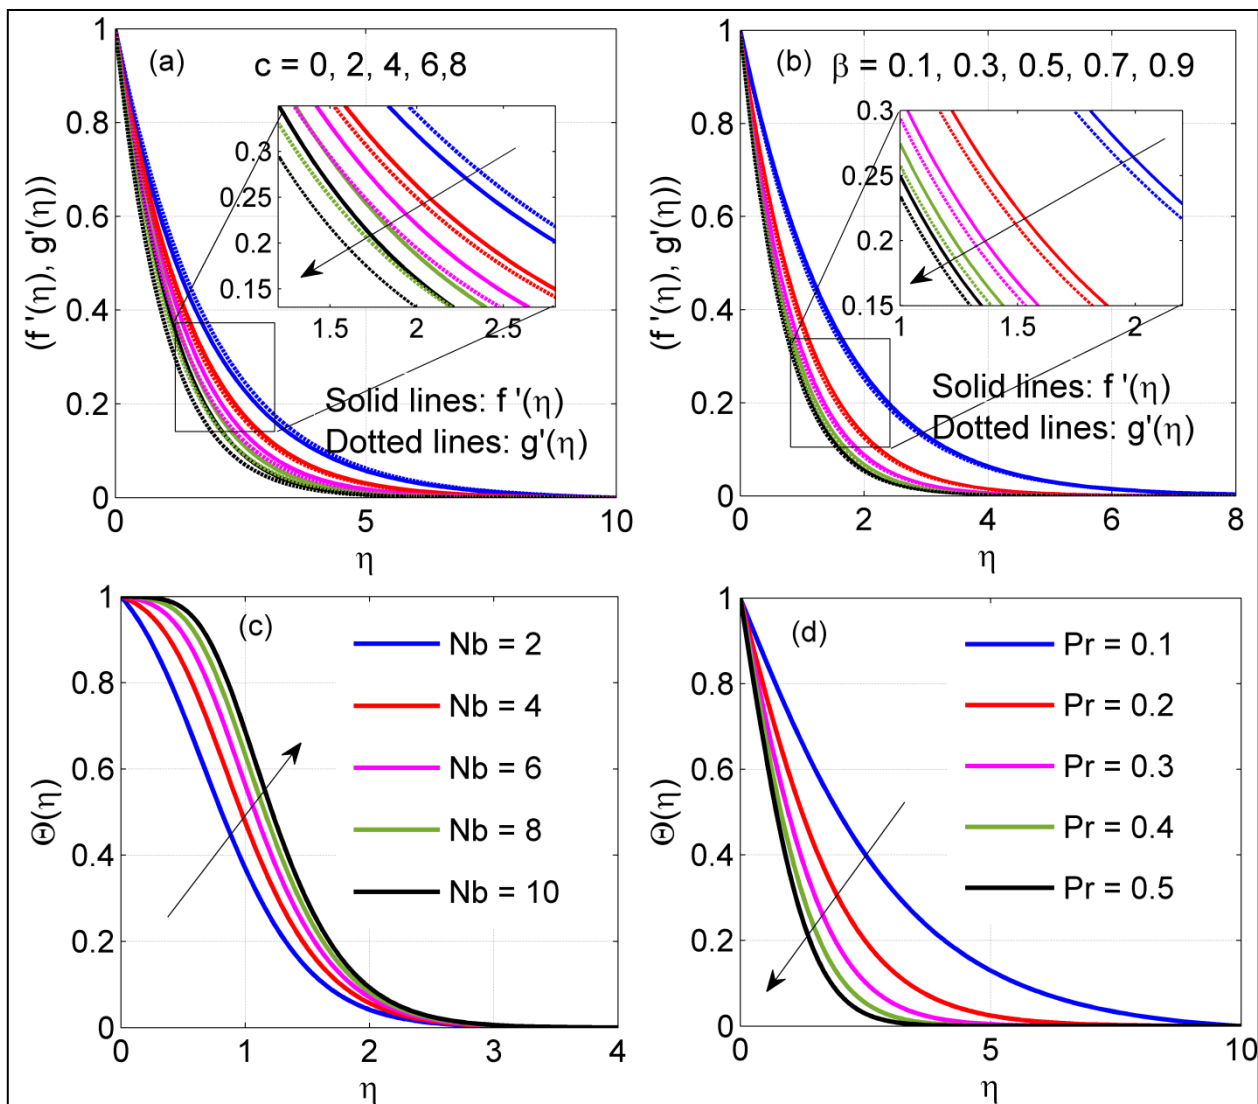 (a)
c = 0, 2, 4, 6,8
(f '(η), g'(η))
1
0.8
0.6
0.4
0.2
0
0.3
0.25
0.2
0.15
1.5
2
2.5
Solid lines: f '(η)
Dotted lines: g'(η)
0
5
10
η
(b)
β = 0.1, 0.3, 0.5, 0.7, 0.9
(f '(η), g'(η))
1
0.8
0.6
0.4
0.2
0
0.3
0.25
0.2
0.15
1
1.5
2
Solid lines: f '(η)
Dotted lines: g'(η)
0
2
4
6
8
η
(c)
Θ(η)
1
0.8
0.6
0.4
0.2
0
Nb = 2
Nb = 4
Nb = 6
Nb = 8
Nb = 10
0
1
2
3
4
η
(d)
Θ(η)
1
0.8
0.6
0.4
0.2
0
Pr = 0.1
Pr = 0.2
Pr = 0.3
Pr = 0.4
Pr = 0.5
0
5
10
η